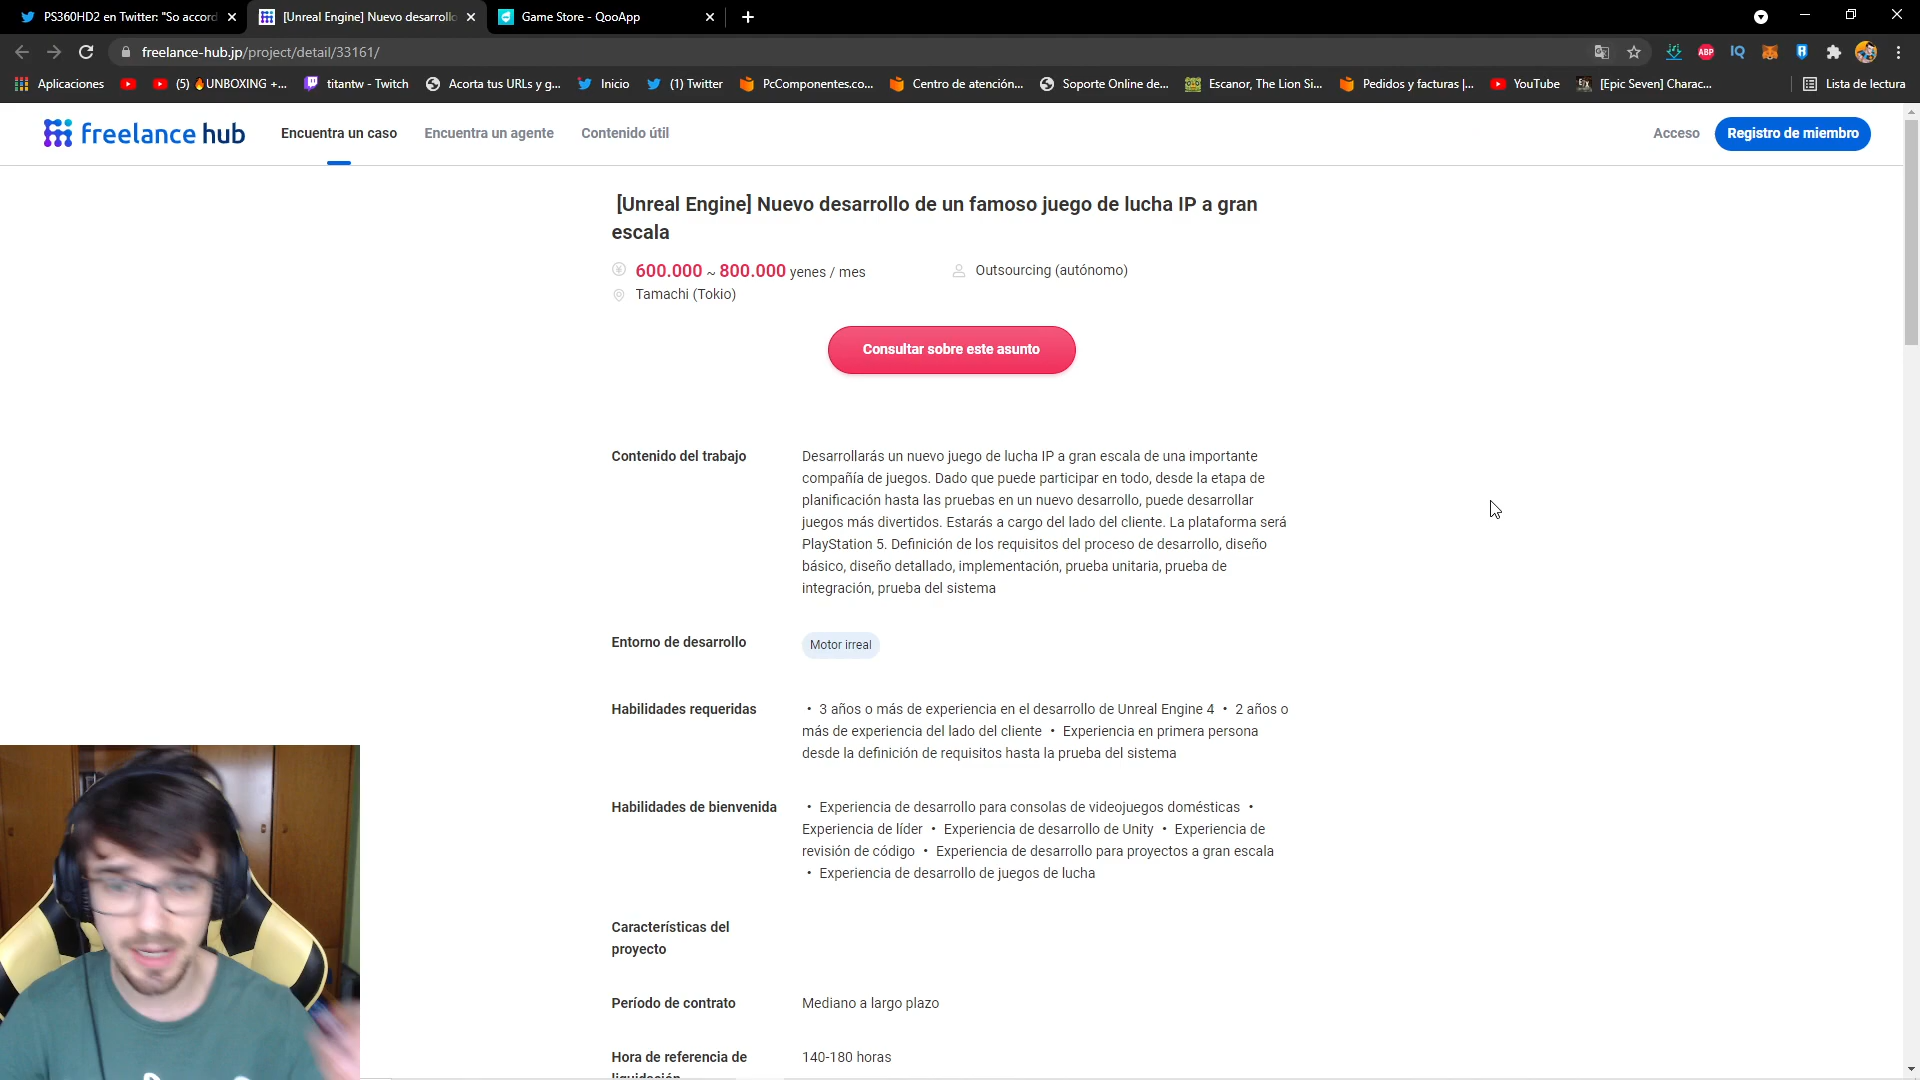 PS360HD2 en Twitter: "So accord
[Unreal Engine] Nuevo desarrollo
Game Store - QooApp
freelance-hub.jp/project/detail/33161/
ABP
IQ
Aplicaciones
(5) 🔥UNBOXING +...
titantw - Twitch
Acorta tus URLs y g...
Inicio
(1) Twitter
PcComponentes.co...
Centro de atención...
Soporte Online de...
Escanor, The Lion Si...
Pedidos y facturas |...
YouTube
[Epic Seven] Charac...
Lista de lectura
freelance hub
Encuentra un caso
Encuentra un agente
Contenido útil
Acceso
Registro de miembro
[Unreal Engine] Nuevo desarrollo de un famoso juego de lucha IP a gran
escala
600.000 ~ 800.000 yenes / mes
Outsourcing (autónomo)
Tamachi (Tokio)
Consultar sobre este asunto
Contenido del trabajo
Desarrollarás un nuevo juego de lucha IP a gran escala de una importante
compañía de juegos. Dado que puede participar en todo, desde la etapa de
planificación hasta las pruebas en un nuevo desarrollo, puede desarrollar
juegos más divertidos. Estarás a cargo del lado del cliente. La plataforma será
PlayStation 5. Definición de los requisitos del proceso de desarrollo, diseño
básico, diseño detallado, implementación, prueba unitaria, prueba de
integración, prueba del sistema
Entorno de desarrollo
Motor irreal
Habilidades requeridas
・ 3 años o más de experiencia en el desarrollo de Unreal Engine 4 ・ 2 años o
más de experiencia del lado del cliente ・ Experiencia en primera persona
desde la definición de requisitos hasta la prueba del sistema
Habilidades de bienvenida
・ Experiencia de desarrollo para consolas de videojuegos domésticas ・
Experiencia de líder ・ Experiencia de desarrollo de Unity ・ Experiencia de
revisión de código ・ Experiencia de desarrollo para proyectos a gran escala
・ Experiencia de desarrollo de juegos de lucha
Características del
proyecto
Período de contrato
Mediano a largo plazo
Hora de referencia de
liquidación
140-180 horas